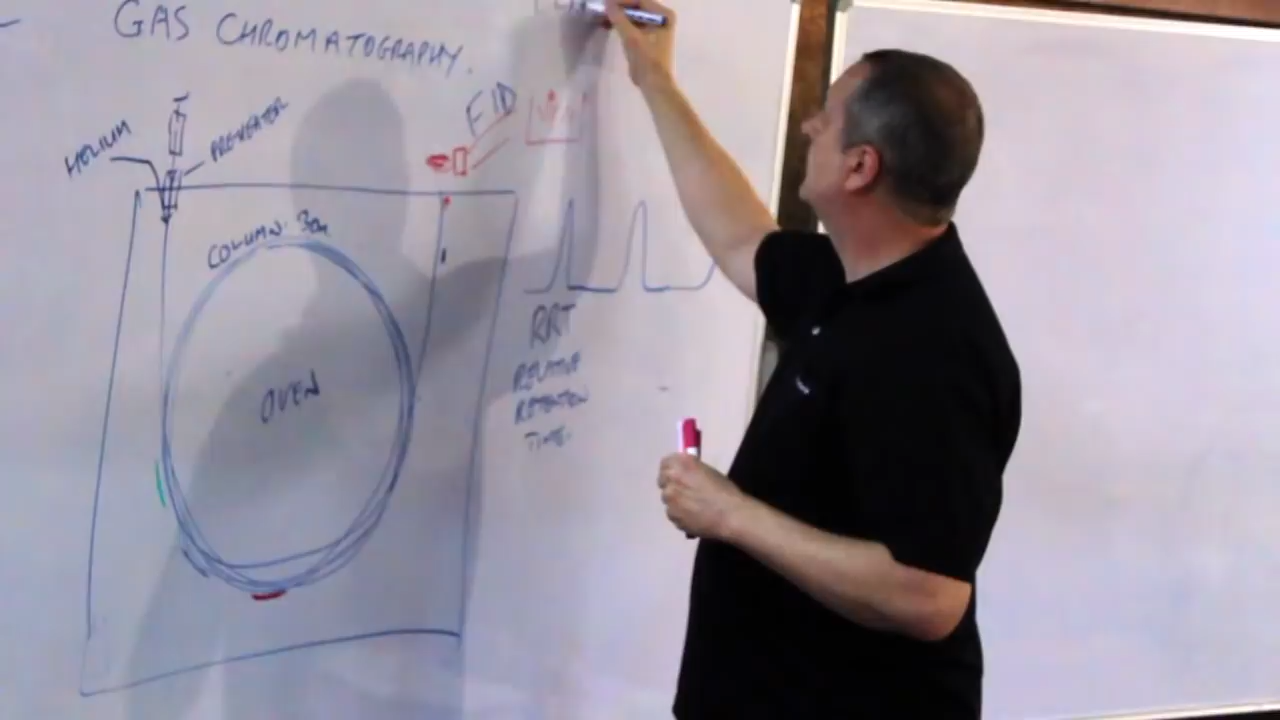 GAS CHROMATOGRAPHY.
FID
HELIUM
PREHEATER
COLUMN. 30m
OVEN
RRT
RELATIVE
RETENTION
TIME.